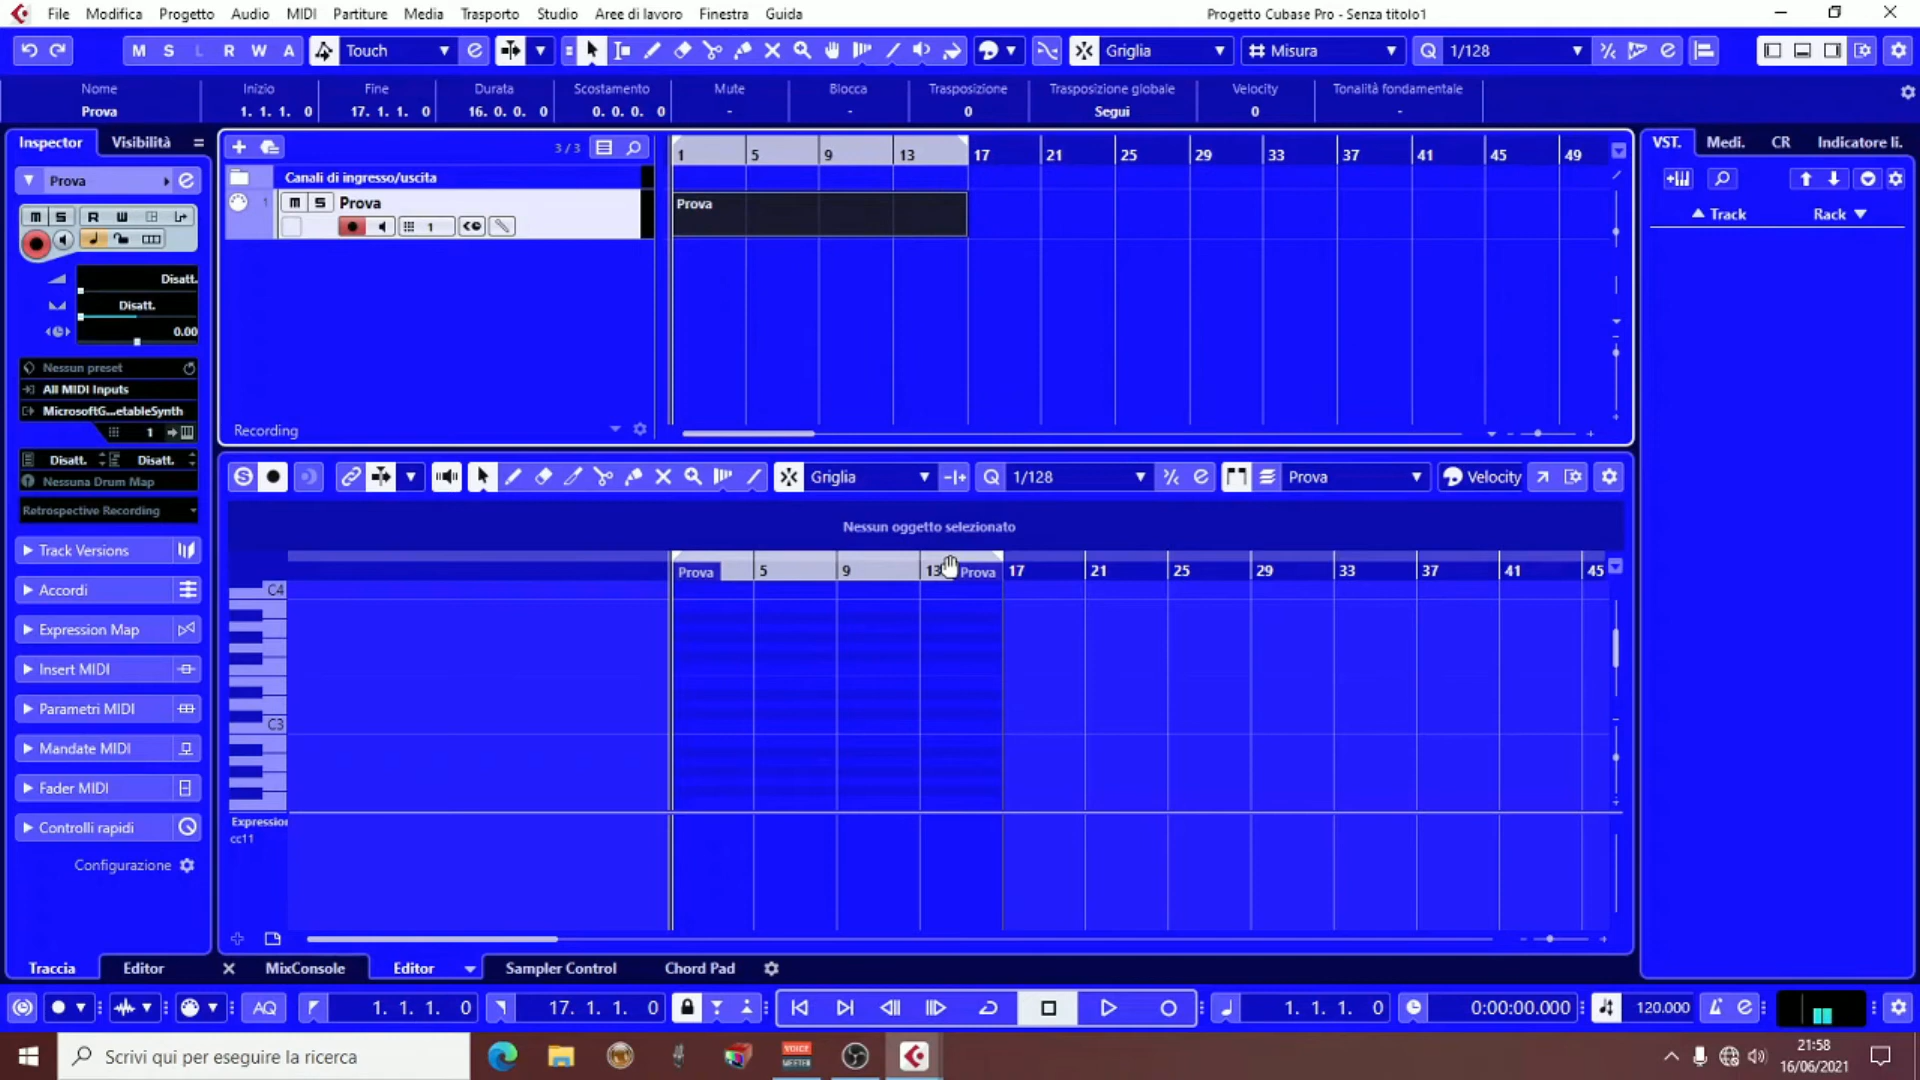 File Modifica Progetto Audio MIDI Partiture Media Trasporto Studio Aree di lavoro Finestra Guida Progetto Cubase Pro - Senza titolo1
M S L R W A Touch Griglia Misura 1/128
Nome Inizio Fine Durata Scostamento Mute Blocca Trasposizione Trasposizione globale Velocity Tonalità fondamentale
Prova 1. 1. 1. 0 17. 1. 1. 0 16. 0. 0. 0 0. 0. 0. 0 - - 0 Segui 0 -
Inspector Visibilità 3 / 3 1 5 9 13 17 21 25 29 33 37 41 45 49 VST. Medi. CR Indicatore li.
Prova
Canali di ingresso/uscita
1 m S Prova
Prova
1
Track Rack
m S R W
Disatt.
Disatt.
0.00
Nessun preset
All MIDI Inputs
MicrosoftG...etableSynth
1
Disatt. Disatt.
Nessuna Drum Map
Retrospective Recording
Recording
Griglia 1/128 Prova Velocity
Nessun oggetto selezionato
Prova 5 9 13 Prova 17 21 25 29 33 37 41 45
C4
C3
Expression
cc11
Track Versions
Accordi
Expression Map
Insert MIDI
Parametri MIDI
Mandate MIDI
Fader MIDI
Controlli rapidi
Configurazione
Traccia Editor MixConsole Editor Sampler Control Chord Pad
AQ 1. 1. 1. 0 17. 1. 1. 0 1. 1. 1. 0 0:00:00.000 120.000
Scrivi qui per eseguire la ricerca
VOICE
MEETER
21:58
16/06/2021